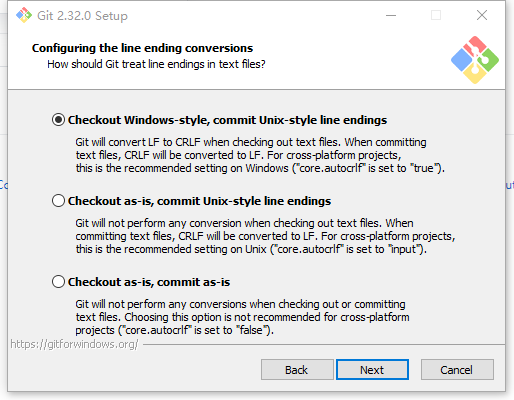 Git 2.32.0 Setup
Configuring the line ending conversions
How should Git treat line endings in text files?
Checkout Windows-style, commit Unix-style line endings
Git will convert LF to CRLF when checking out text files. When committing
text files, CRLF will be converted to LF. For cross-platform projects,
this is the recommended setting on Windows ("core.autocrlf" is set to "true").
Checkout as-is, commit Unix-style line endings
Git will not perform any conversion when checking out text files. When
committing text files, CRLF will be converted to LF. For cross-platform projects,
this is the recommended setting on Unix ("core.autocrlf" is set to "input").
Checkout as-is, commit as-is
Git will not perform any conversions when checking out or committing
text files. Choosing this option is not recommended for cross-platform
projects ("core.autocrlf" is set to "false").
https://gitforwindows.org/
Back
Next
Cancel